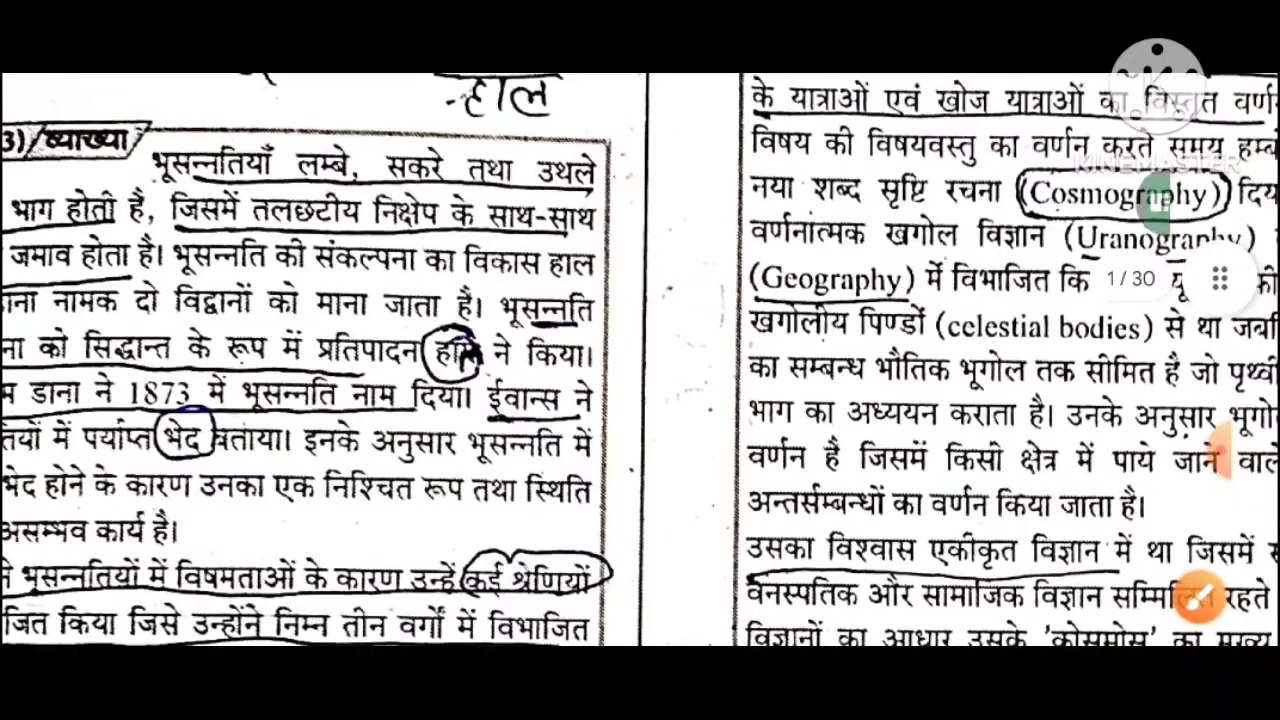 -हाल
3) व्याख्या
भूसन्नतियाँ लम्बे, सकरे तथा उथले
भाग होती है, जिसमें तलछटीय निक्षेप के साथ-साथ
जमाव होता है। भूसन्नति की संकल्पना का विकास हाल
नामक दो विद्वानों को माना जाता है। भूसन्नति
को सिद्धान्त के रूप में प्रतिपादन हाल ने किया।
डाना ने 1873 में भूसन्नति नाम दिया। ईवान्स ने
में पर्याप्त भेद बताया। इनके अनुसार भूसन्नति में
भेद होने के कारण उनका एक निश्चित रूप तथा स्थिति
असम्भव कार्य है।
भूसन्नतियों में विषमताओं के कारण उन्हें कई श्रेणियों
किया जिसे उन्होंने निम्न तीन वर्गों में विभाजित
के यात्राओं एवं खोज यात्राओं का विस्तृत
विषय की विषयवस्तु का वर्णन करते समय
नया शब्द सृष्टि रचना (Cosmography)
वर्णनात्मक खगोल विज्ञान (Uranography)
(Geography) में विभाजित
खगोलीय पिण्डों (celestial bodies) से था
का सम्बन्ध भौतिक भूगोल तक सीमित है जो
भाग का अध्ययन कराता है। उनके अनुसार
वर्णन है जिसमें किसी क्षेत्र में पाये जाने
अन्तर्सम्बन्धों का वर्णन किया जाता है।
उसका विश्वास एकीकृत विज्ञान में था जिसमें
वनस्पतिक और सामाजिक विज्ञान सम्मिलित रहते
विज्ञानों का आधार उसके 'कोसमोस' का मुख्य
KINEMASTER
1/30